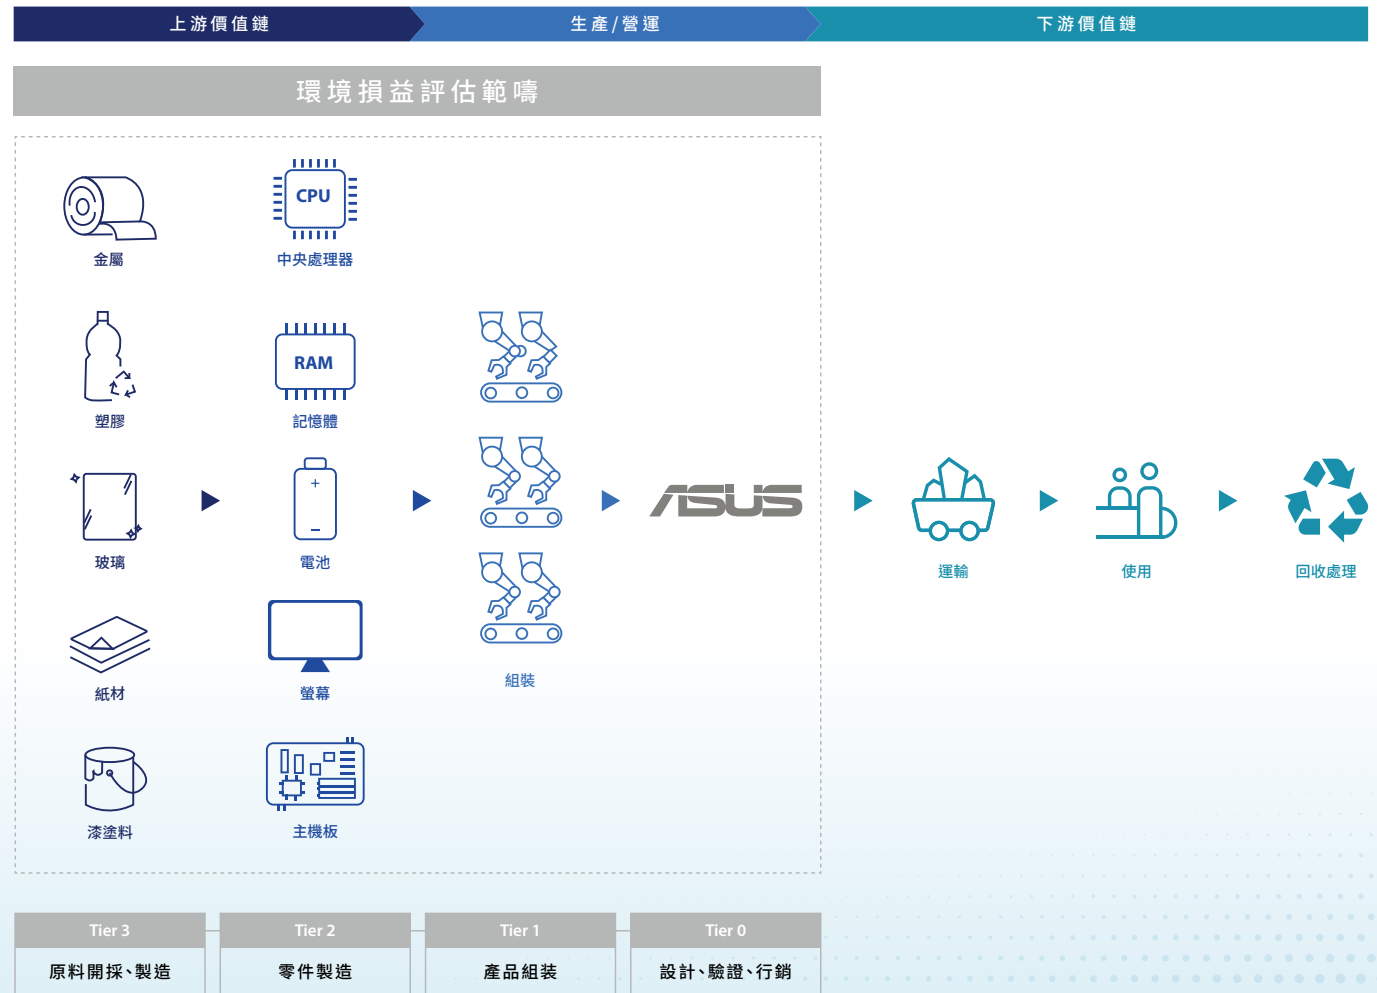 上游價值鏈
生產/營運
下游價值鏈
環境損益評估範疇
金屬
CPU
中央處理器
塑膠
RAM
記憶體
玻璃
電池
ASUS
運輸
使用
回收處理
紙材
螢幕
組裝
漆塗料
主機板
Tier 3
Tier 2
Tier 1
Tier 0
原料開採、製造
零件製造
產品組裝
設計、驗證、行銷